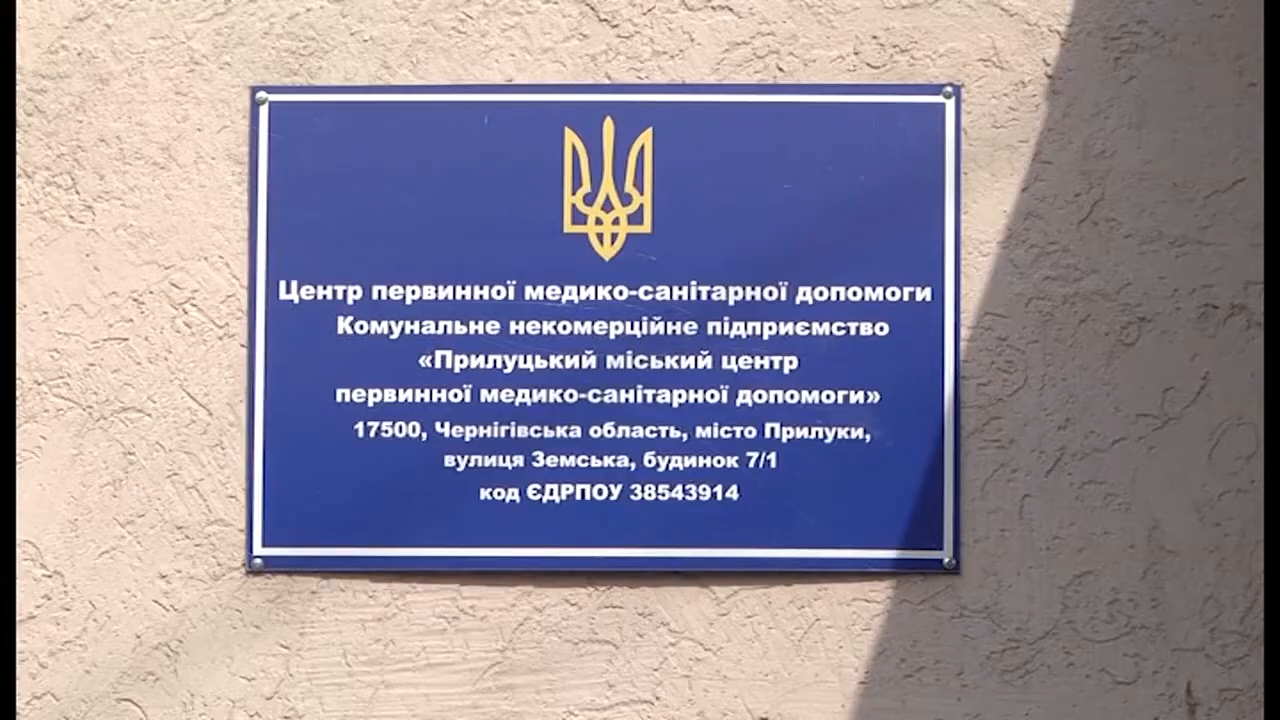 Центр первинної медико-санітарної допомоги
Комунальне некомерційне підприємство
«Прилуцький міський центр
первинної медико-санітарної допомоги»
17500, Чернігівська область, місто Прилуки,
вулиця Земська, будинок 7/1
код ЄДРПОУ 38543914